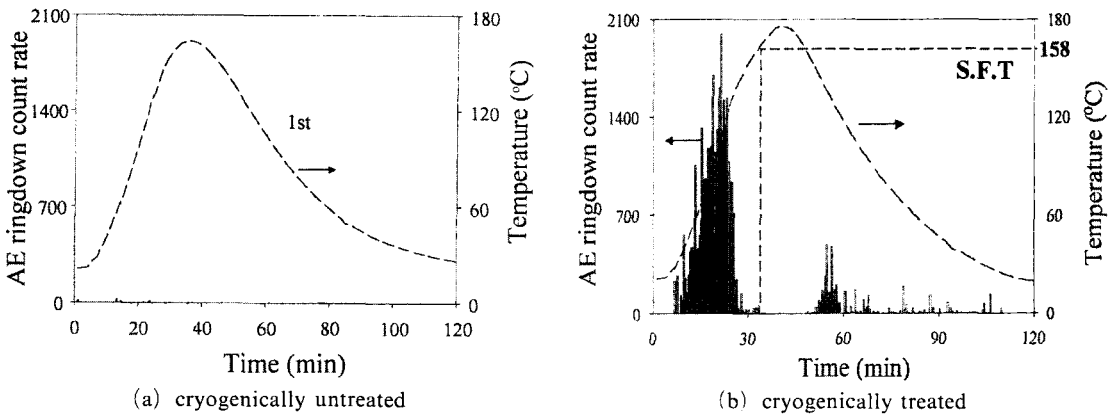 2100
1400
700
0
AE ringdown count rate
180
120
60
0
Temperature (°C)
1st
0 20 40 60 80 100 120
Time (min)
(a) cryogenically untreated
2100
1400
700
0
AE ringdown count rate
180
158
120
60
0
Temperature (°C)
S.F.T
0 30 60 90 120
Time (min)
(b) cryogenically treated